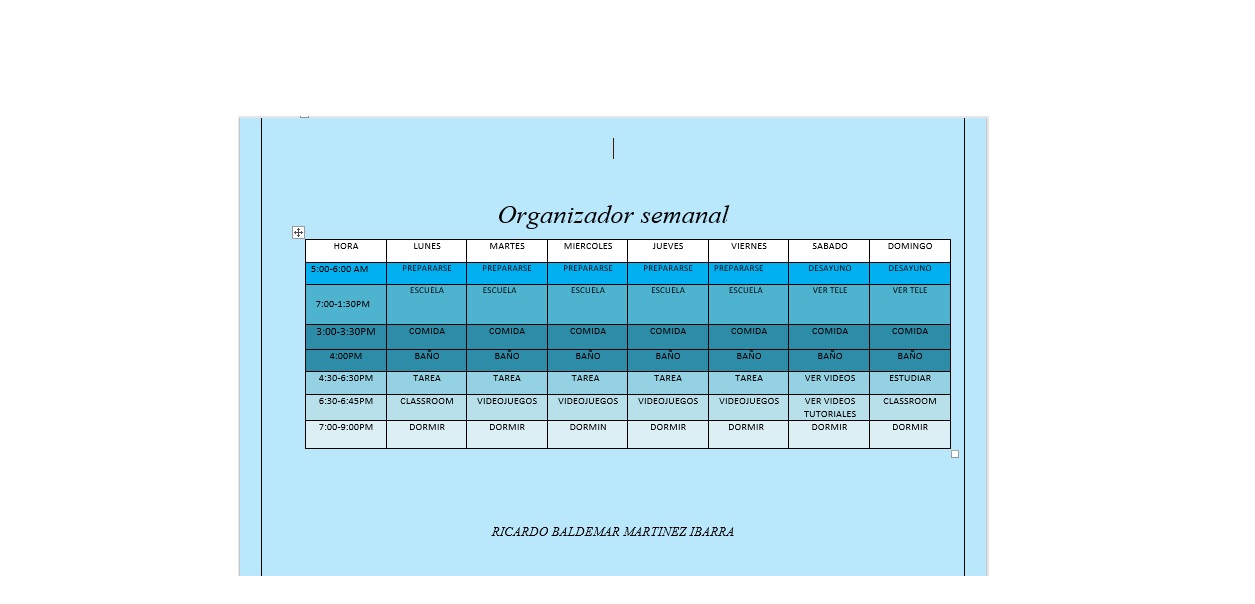 Organizador semanal
HORA LUNES MARTES MIERCOLES JUEVES VIERNES SABADO DOMINGO
5:00-6:00 AM PREPARARSE PREPARARSE PREPARARSE PREPARARSE PREPARARSE DESAYUNO DESAYUNO
7:00-1:30PM ESCUELA ESCUELA ESCUELA ESCUELA ESCUELA VER TELE VER TELE
3:00-3:30PM COMIDA COMIDA COMIDA COMIDA COMIDA COMIDA COMIDA
4:00PM BAÑO BAÑO BAÑO BAÑO BAÑO BAÑO BAÑO
4:30-6:30PM TAREA TAREA TAREA TAREA TAREA VER VIDEOS ESTUDIAR
6:30-6:45PM CLASSROOM VIDEOJUEGOS VIDEOJUEGOS VIDEOJUEGOS VIDEOJUEGOS VER VIDEOS CLASSROOM
TUTORIALES
7:00-9:00PM DORMIR DORMIR DORMIN DORMIR DORMIR DORMIR DORMIR
RICARDO BALDEMAR MARTINEZ IBARRA